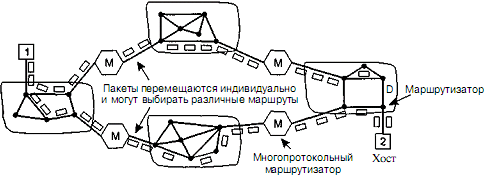 1
М
М
Пакеты перемещаются индивидуально
и могут выбирать различные маршруты
D
Маршрутизатор
М
М
2
Хост
Многопротокольный
маршрутизатор